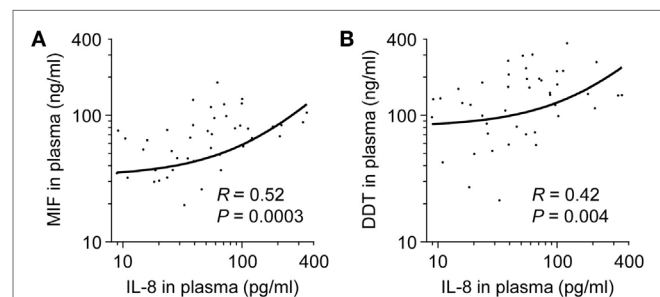 A
MIF in plasma (ng/ml)
400
100
10
R = 0.52
P = 0.0003
10
100
400
IL-8 in plasma (pg/ml)
B
DDT in plasma (ng/ml)
400
100
10
R = 0.42
P = 0.004
10
100
400
IL-8 in plasma (pg/ml)